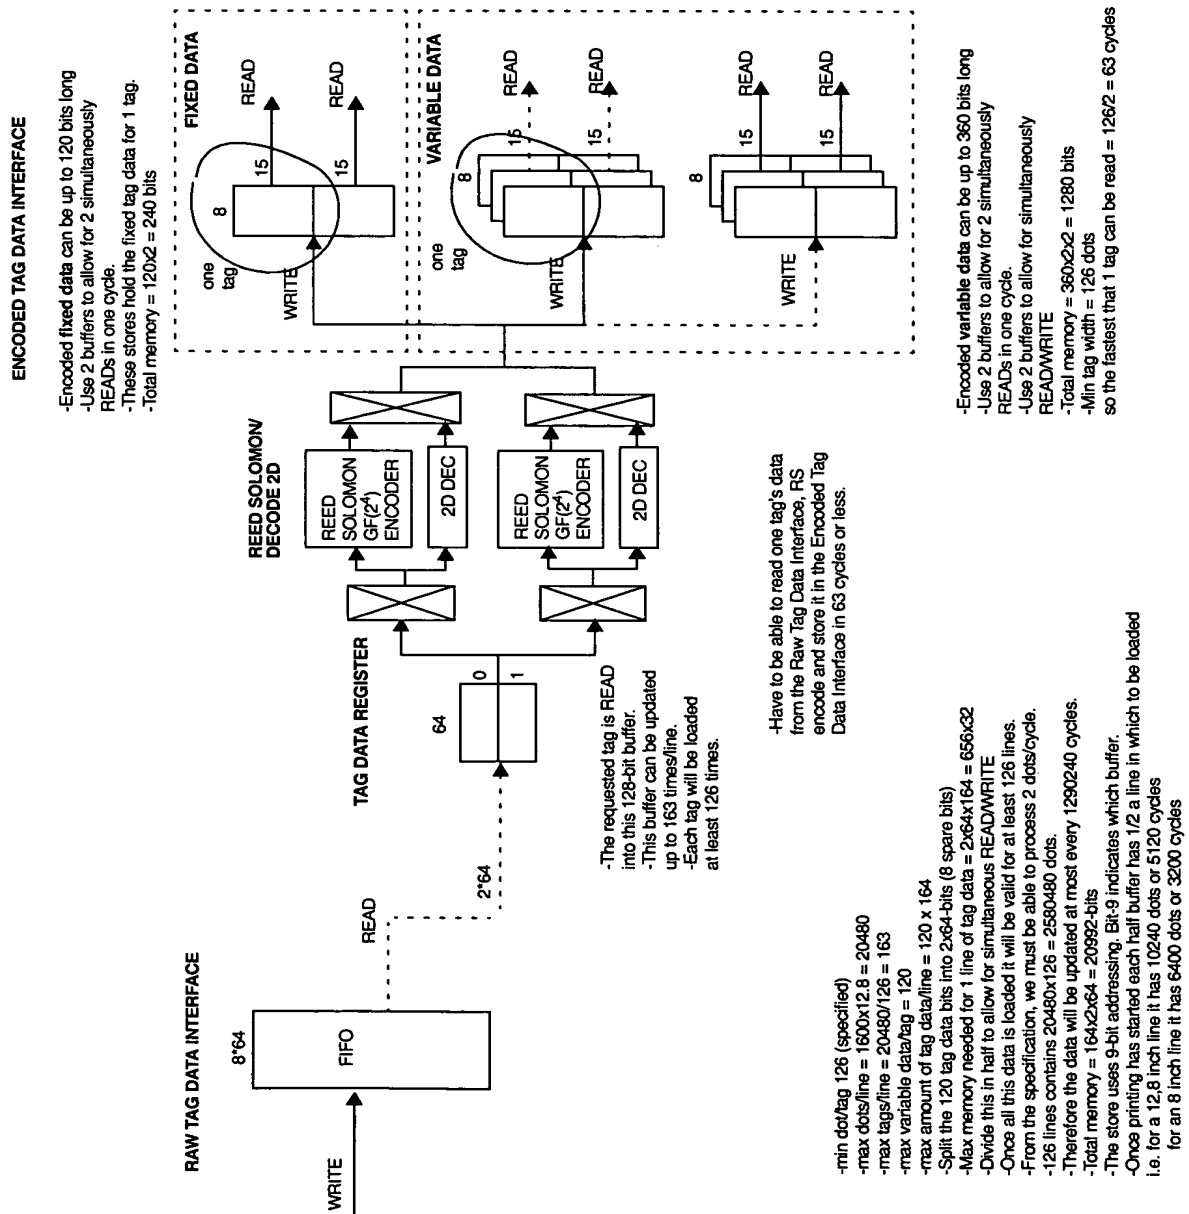 ENCODED TAG DATA INTERFACE
-Encoded fixed data can be up to 120 bits long
-Use 2 buffers to allow for 2 simultaneously
READs in one cycle.
-These stores hold the fixed tag data for 1 tag.
-Total memory = 120x2 = 240 bits
FIXED DATA
READ
READ
15
15
8
one
tag
WRITE
VARIABLE DATA
READ
READ
15
15
8
one
tag
WRITE
READ
READ
15
15
8
WRITE
-Encoded variable data can be up to 360 bits long
-Use 2 buffers to allow for 2 simultaneously
READs in one cycle.
-Use 2 buffers to allow for simultaneously
READ/WRITE
-Total memory = 360x2x2 = 1280 bits
-Min tag width = 126 dots
so the fastest that 1 tag can be read = 126/2 = 63 cycles
REED SOLOMON/
DECODE 2D
REED
SOLOMON
GF(2⁴)
ENCODER
2D DEC
REED
SOLOMON
GF(2⁴)
ENCODER
2D DEC
-Have to be able to read one tag's data
from the Raw Tag Data Interface, RS
encode and store it in the Encoded Tag
Data Interface in 63 cycles or less.
TAG DATA REGISTER
64
0
1
-The requested tag is READ
into this 128-bit buffer.
-This buffer can be updated
up to 163 times/line.
-Each tag will be loaded
at least 126 times.
READ
2*64
RAW TAG DATA INTERFACE
8*64
FIFO
WRITE
-min dot/tag 126 (specified)
-max dots/line = 1600x12.8 = 20480
-max tags/line = 20480/126 = 163
-max variable data/tag = 120
-max amount of tag data/line = 120 x 164
-Split the 120 tag data bits into 2x64-bits (8 spare bits)
-Max memory needed for 1 line of tag data = 2x64x164 = 656x32
-Divide this in half to allow for simultaneous READ/WRITE
-Once all this data is loaded it will be valid for at least 126 lines.
-From the specification, we must be able to process 2 dots/cycle.
-126 lines contains 20480x126 = 2580480 dots.
-Therefore the data will be updated at most every 1290240 cycles.
-Total memory = 164x2x64 = 20992-bits
-The store uses 9-bit addressing. Bit-9 indicates which buffer.
-Once printing has started each half buffer has 1/2 a line in which to be loaded
i.e. for a 12,8 inch line it has 10240 dots or 5120 cycles
for an 8 inch line it has 6400 dots or 3200 cycles